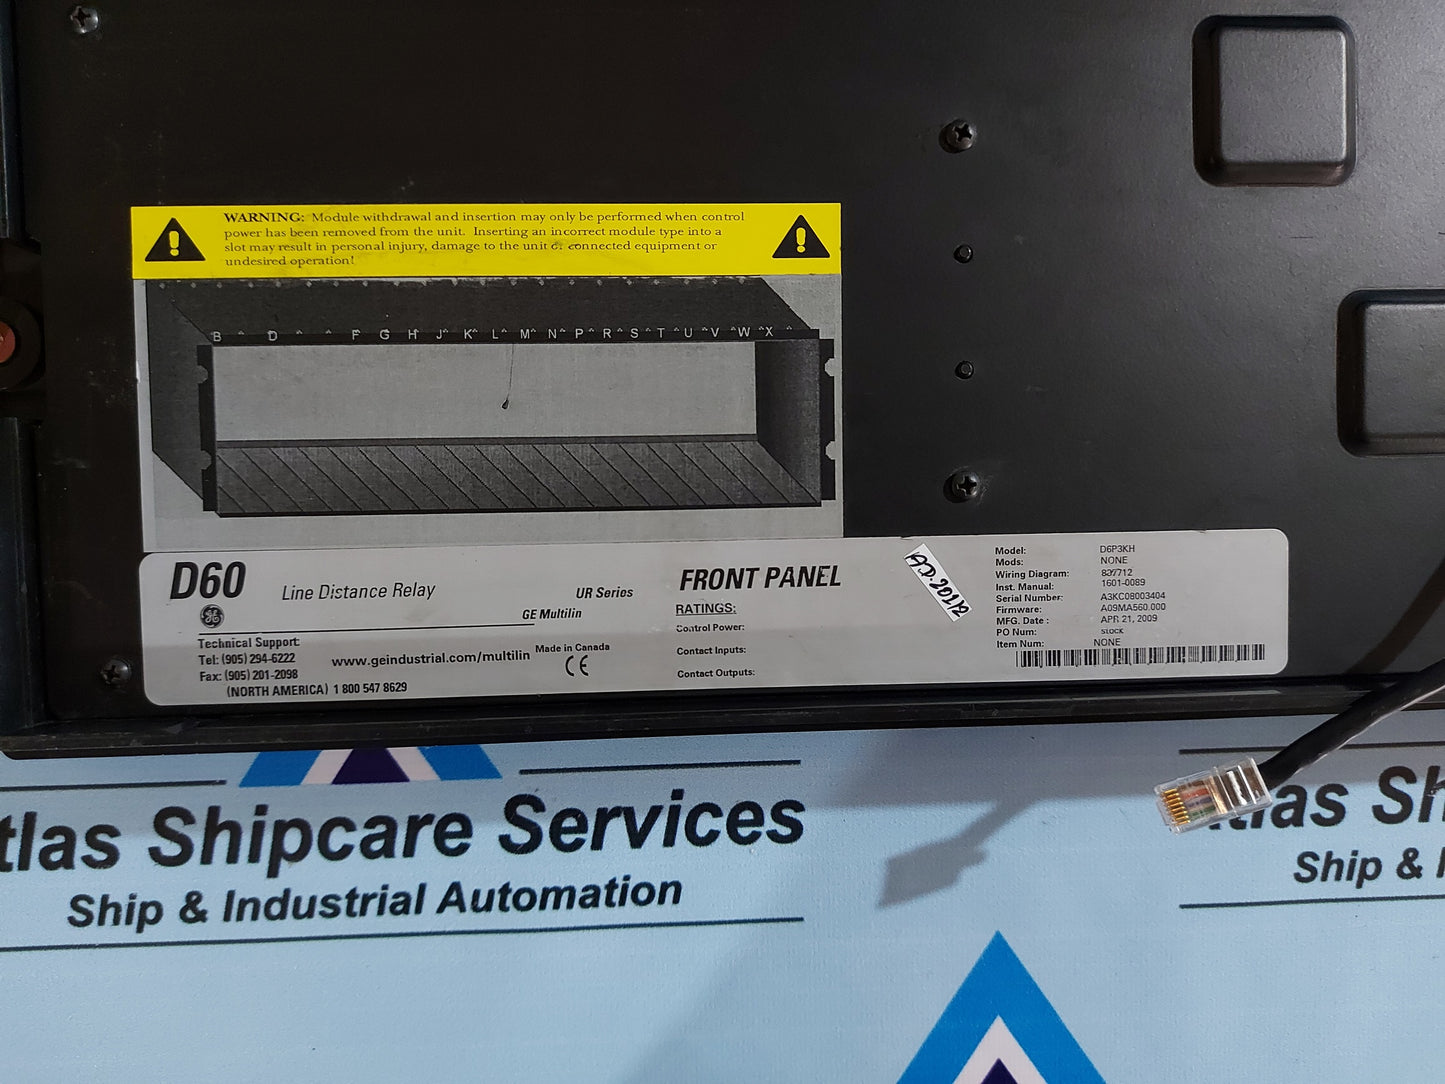 WARNING: Module withdrawal and insertion may only be performed when control
power has been removed from the unit. Inserting an incorrect module type into a
slot may result in personal injury, damage to the unit or connected equipment or
undesired operation!
B D F G H J K L M N P R S T U V W X
D60
Line Distance Relay
UR Series
GE Multilin
Technical Support:
Tel: (905) 294-6222
Fax: (905) 201-2098
(NORTH AMERICA) 1 800 547 8629
www.geindustrial.com/multilin
Made in Canada
CE
FRONT PANEL
RATINGS:
Control Power:
Contact Inputs:
Contact Outputs:
Model: D6P3KH
Mods: NONE
Wiring Diagram: 827712
Inst. Manual: 1601-0089
Serial Number: A3KC08003404
Firmware: A09MA560.000
MFG. Date : APR 21, 2009
PO Num: STOCK
Item Num: NONE
tlas Shipcare Services
Ship & Industrial Automation
Ship &